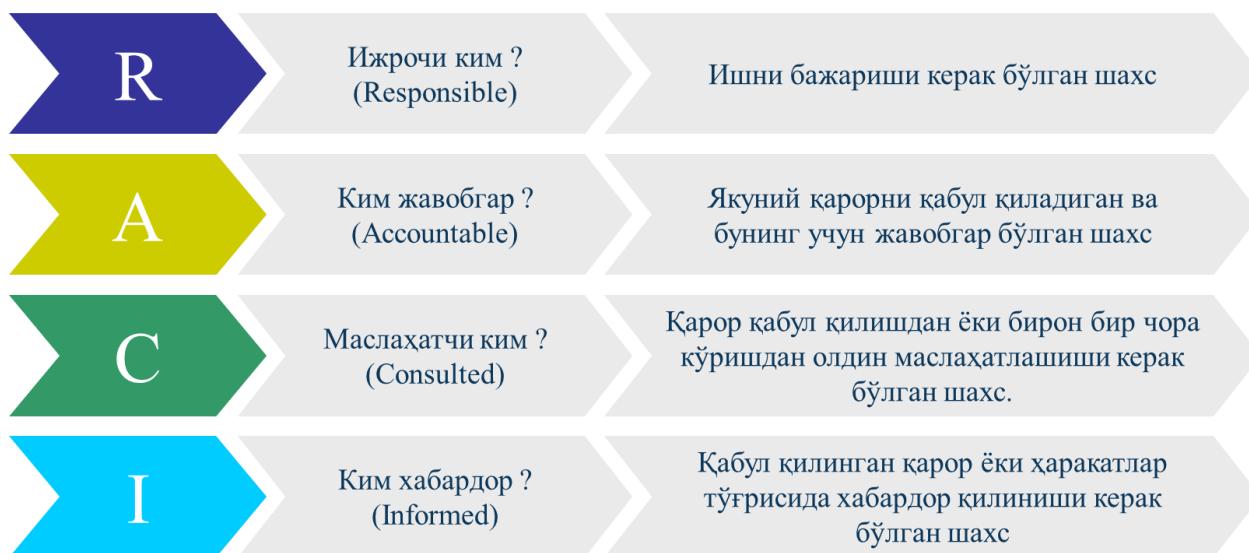 R
Ижрочи ким ?
(Responsible)
Ишни бажариши керак бўлган шахс
A
Ким жавобгар ?
(Accountable)
Якуний қарорни қабул қиладиган ва
бунинг учун жавобгар бўлган шахс
C
Маслаҳатчи ким ?
(Consulted)
Қарор қабул қилишдан ёки бирон бир чора
кўришдан олдин маслаҳатлашиши керак
бўлган шахс.
I
Ким хабардор ?
(Informed)
Қабул қилинган қарор ёки ҳаракатлар
тўғрисида хабардор қилиниши керак
бўлган шахс